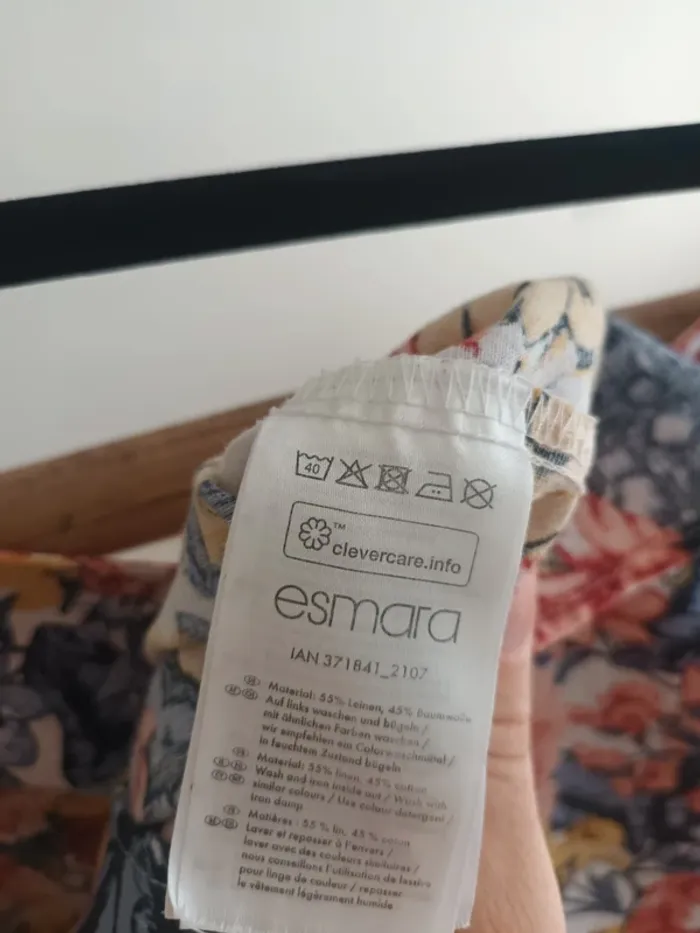 40
™
clevercare.info
esmara
IAN 371841_2107
Material: 55% Leinen, 45% Baumwolle
Auf links waschen und bügeln /
mit ähnlichen Farben waschen /
wir empfehlen ein Colorwaschmittel /
in feuchtem Zustand bügeln
Material: 55% linen, 45% cotton
Wash and iron inside out / Wash with
similar colours / Use colour detergent /
Iron damp
Matières : 55 % lin, 45 % coton
Laver et repasser à l'envers /
laver avec des couleurs similaires /
nous conseillons l'utilisation de lessive
pour linge de couleur / repasser
le vêtement légèrement humide